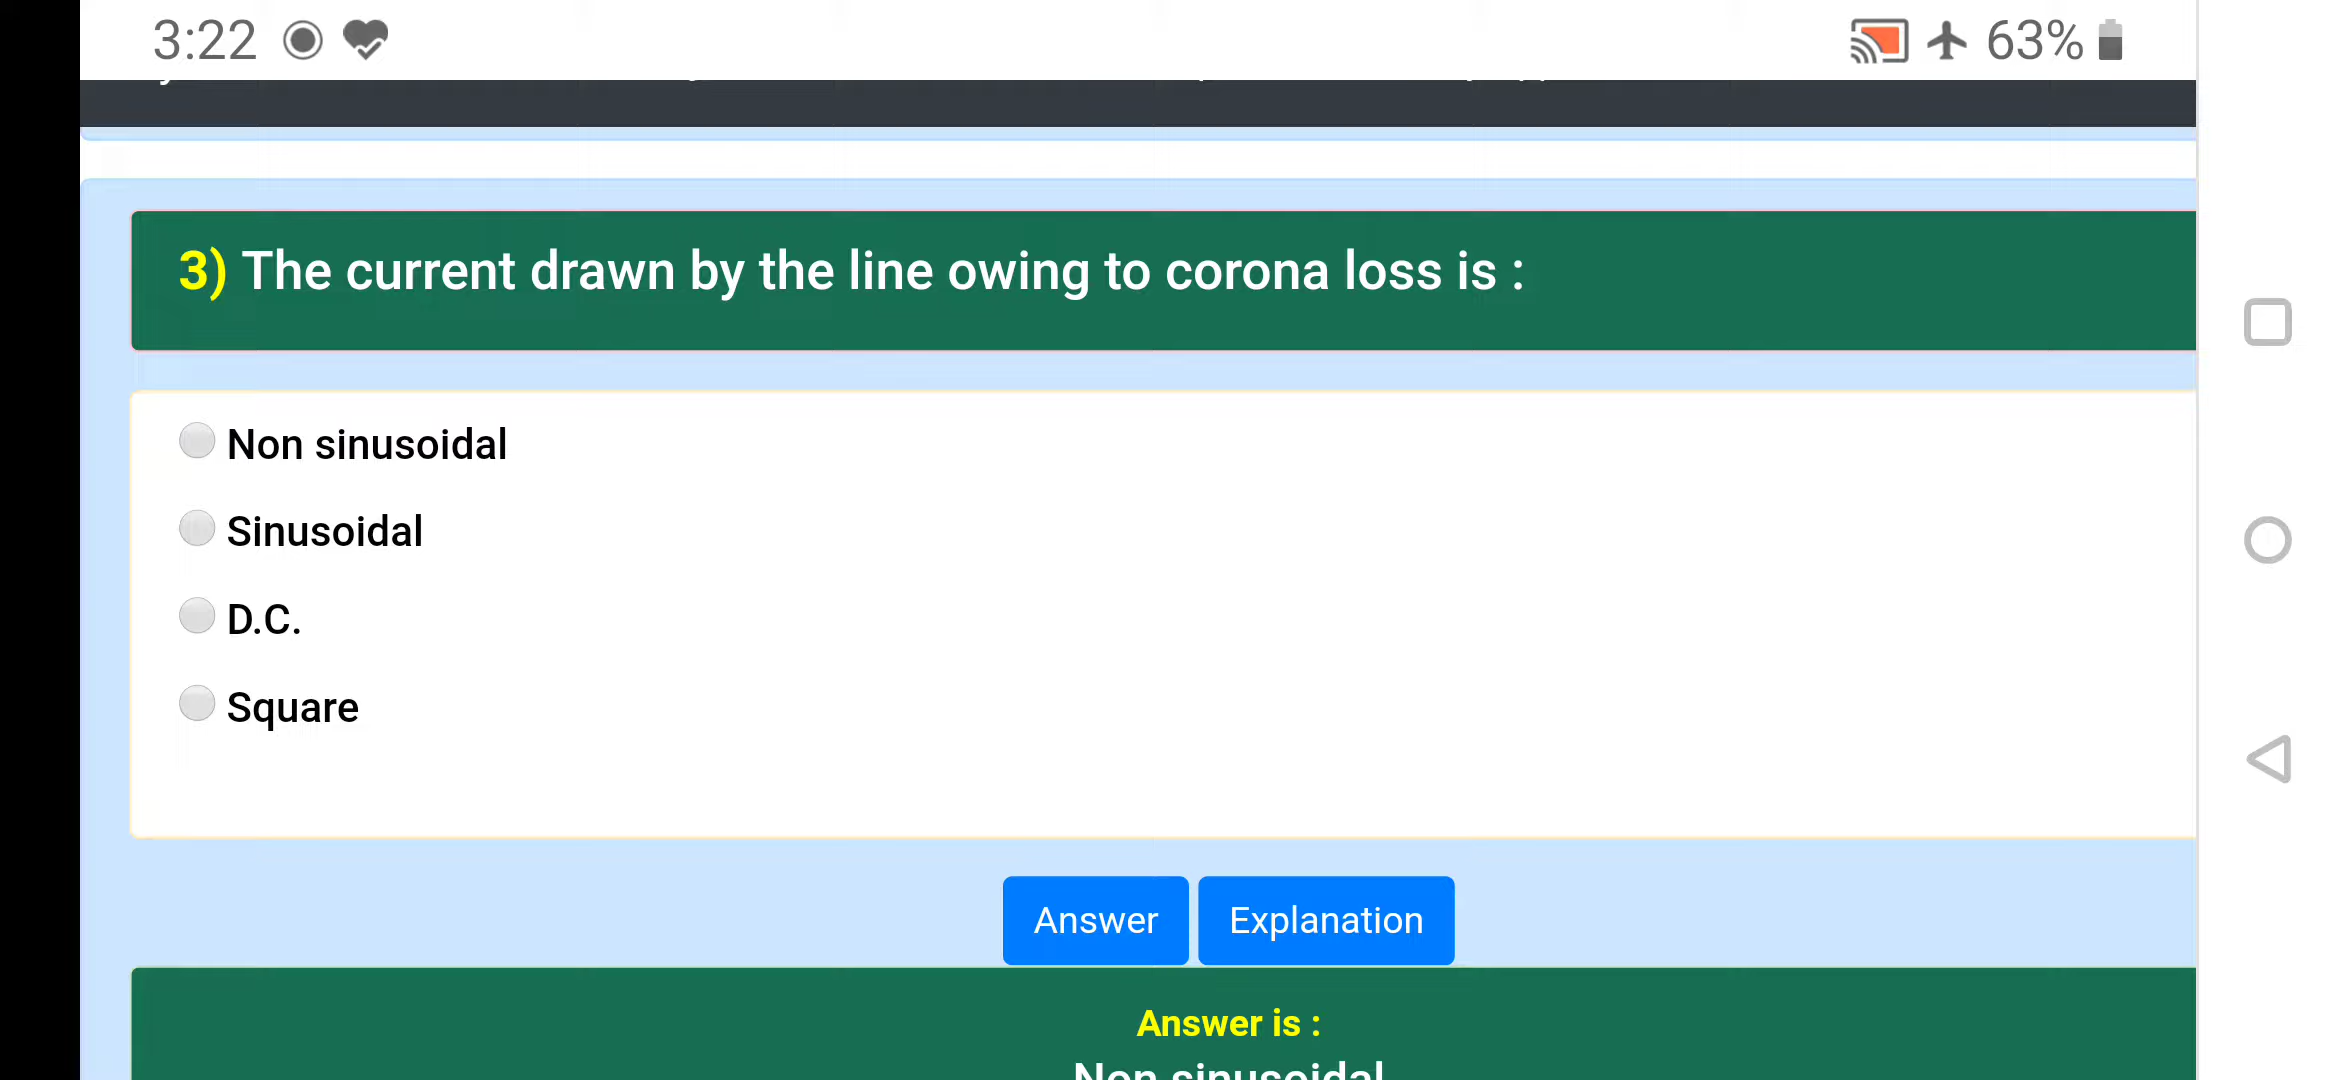 3:22 63%
3) The current drawn by the line owing to corona loss is :
Non sinusoidal
Sinusoidal
D.C.
Square
Answer Explanation
Answer is :
Non sinusoidal